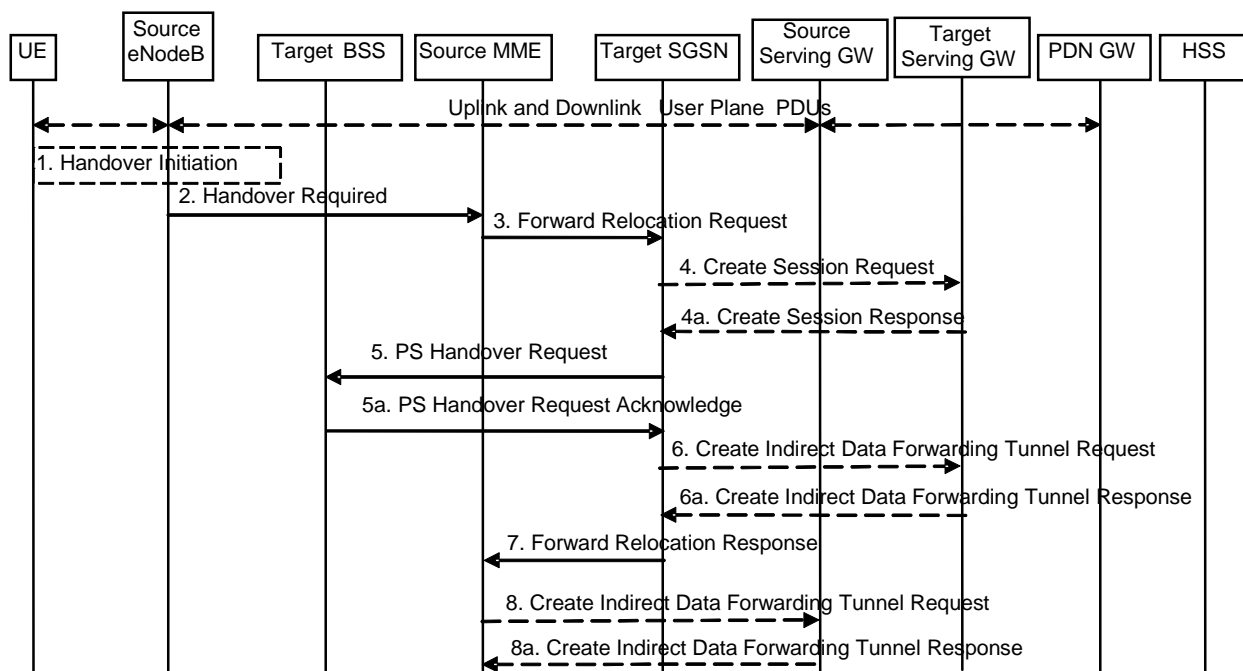 UE
Source
eNodeB
Target BSS
Source MME
Target SGSN
Source
Serving GW
Target
Serving GW
PDN GW
HSS
Uplink and Downlink User Plane PDUs
1. Handover Initiation
2. Handover Required
3. Forward Relocation Request
4. Create Session Request
4a. Create Session Response
5. PS Handover Request
5a. PS Handover Request Acknowledge
6. Create Indirect Data Forwarding Tunnel Request
6a. Create Indirect Data Forwarding Tunnel Response
7. Forward Relocation Response
8. Create Indirect Data Forwarding Tunnel Request
8a. Create Indirect Data Forwarding Tunnel Response